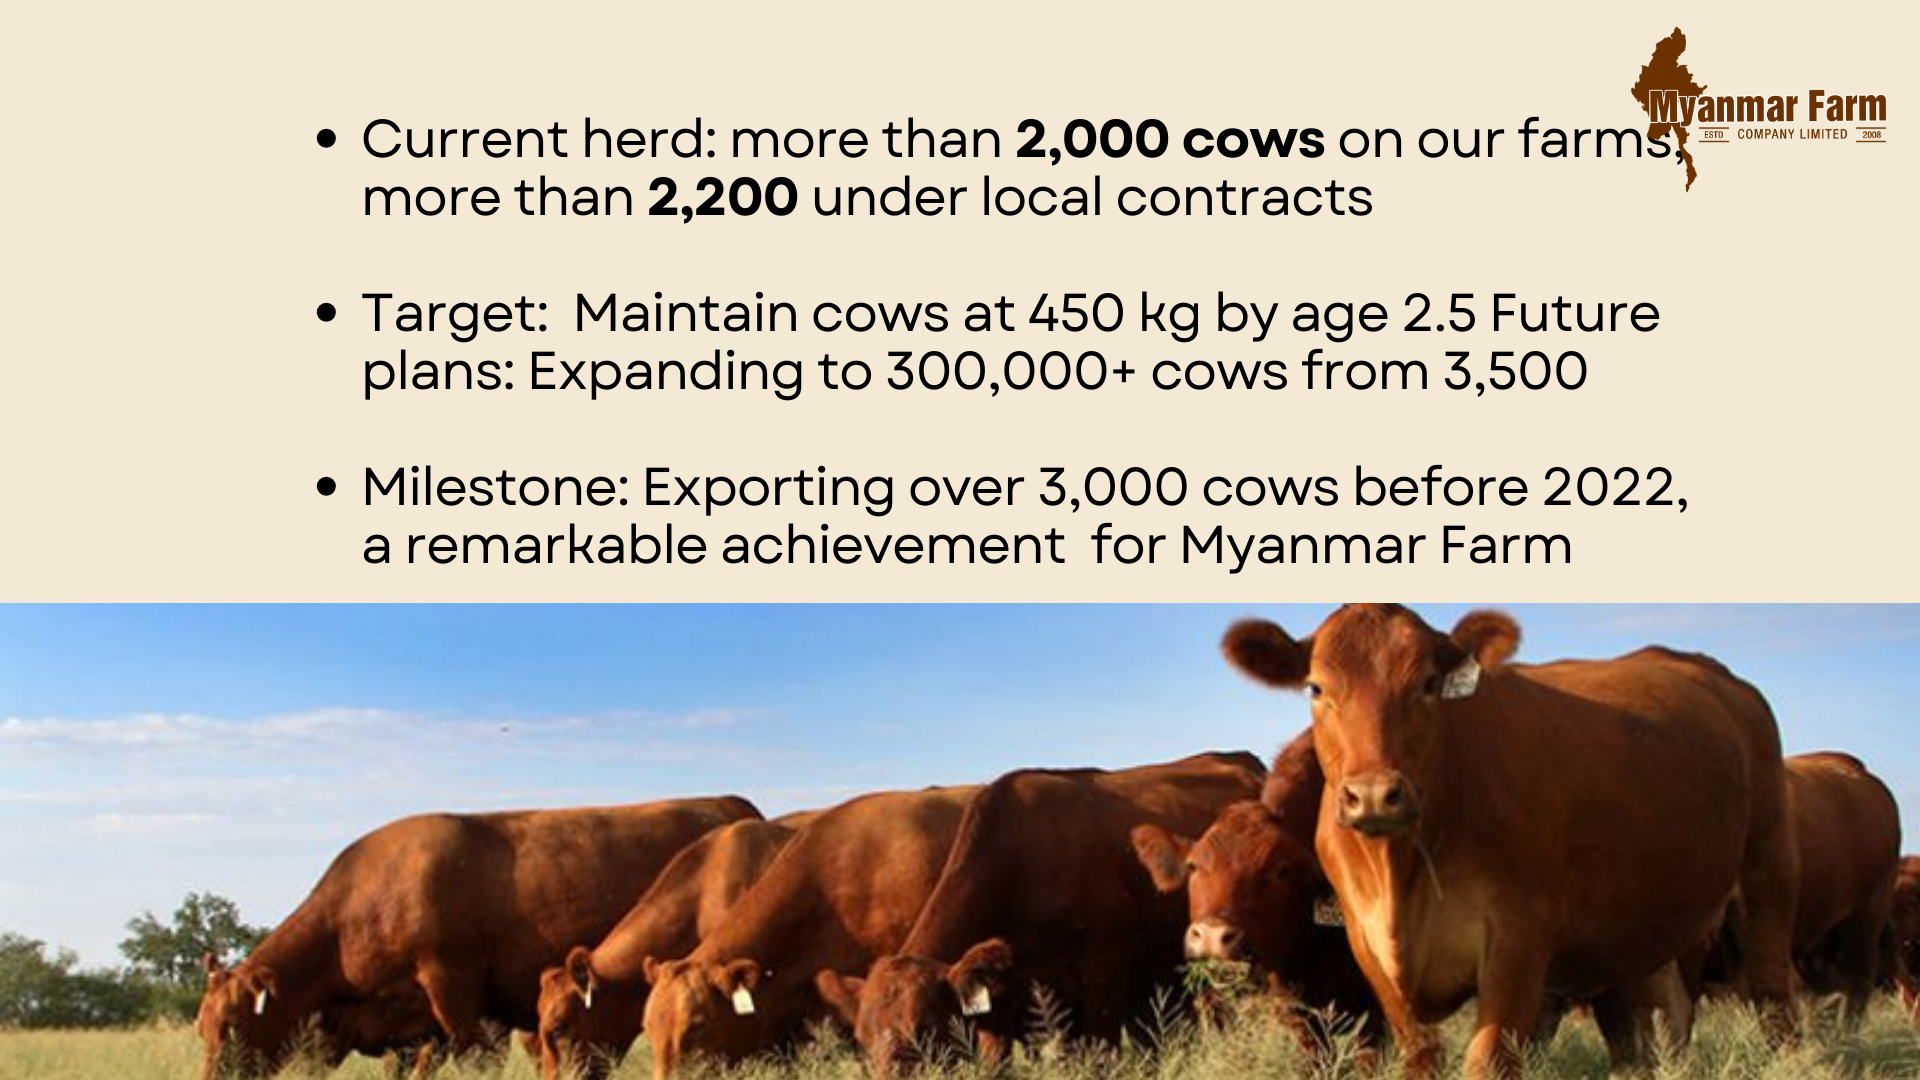 Myanmar Farm
ESTD COMPANY LIMITED 2008
• Current herd: more than 2,000 cows on our farms,
more than 2,200 under local contracts
• Target:  Maintain cows at 450 kg by age 2.5 Future
plans: Expanding to 300,000+ cows from 3,500
• Milestone: Exporting over 3,000 cows before 2022,
a remarkable achievement  for Myanmar Farm